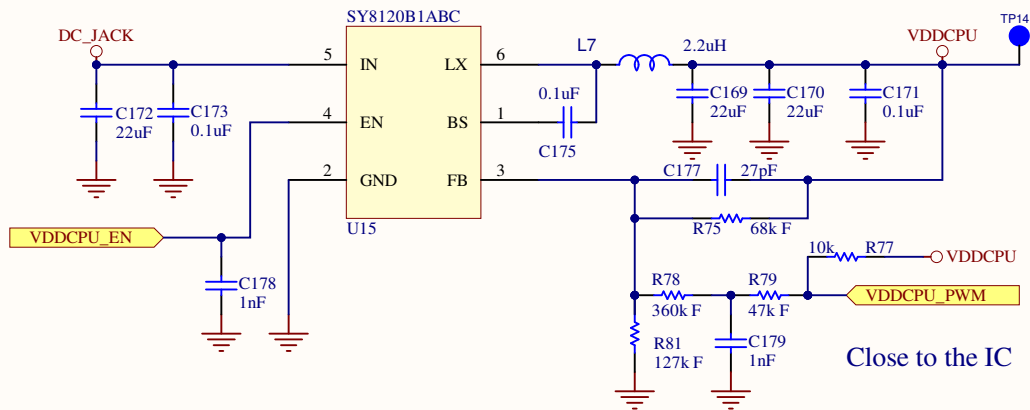 SY8120B1ABC
TP14
DC_JACK
L7
2.2uH
VDDCPU
5
IN
LX
6
C172
22uF
C173
0.1uF
0.1uF
C169
22uF
C170
22uF
C171
0.1uF
4
EN
BS
1
C175
2
GND
FB
3
C177
27pF
U15
R75
68k F
VDDCPU_EN
10k
R77
VDDCPU
C178
1nF
R78
360k F
R79
47k F
VDDCPU_PWM
R81
127k F
C179
1nF
Close to the IC